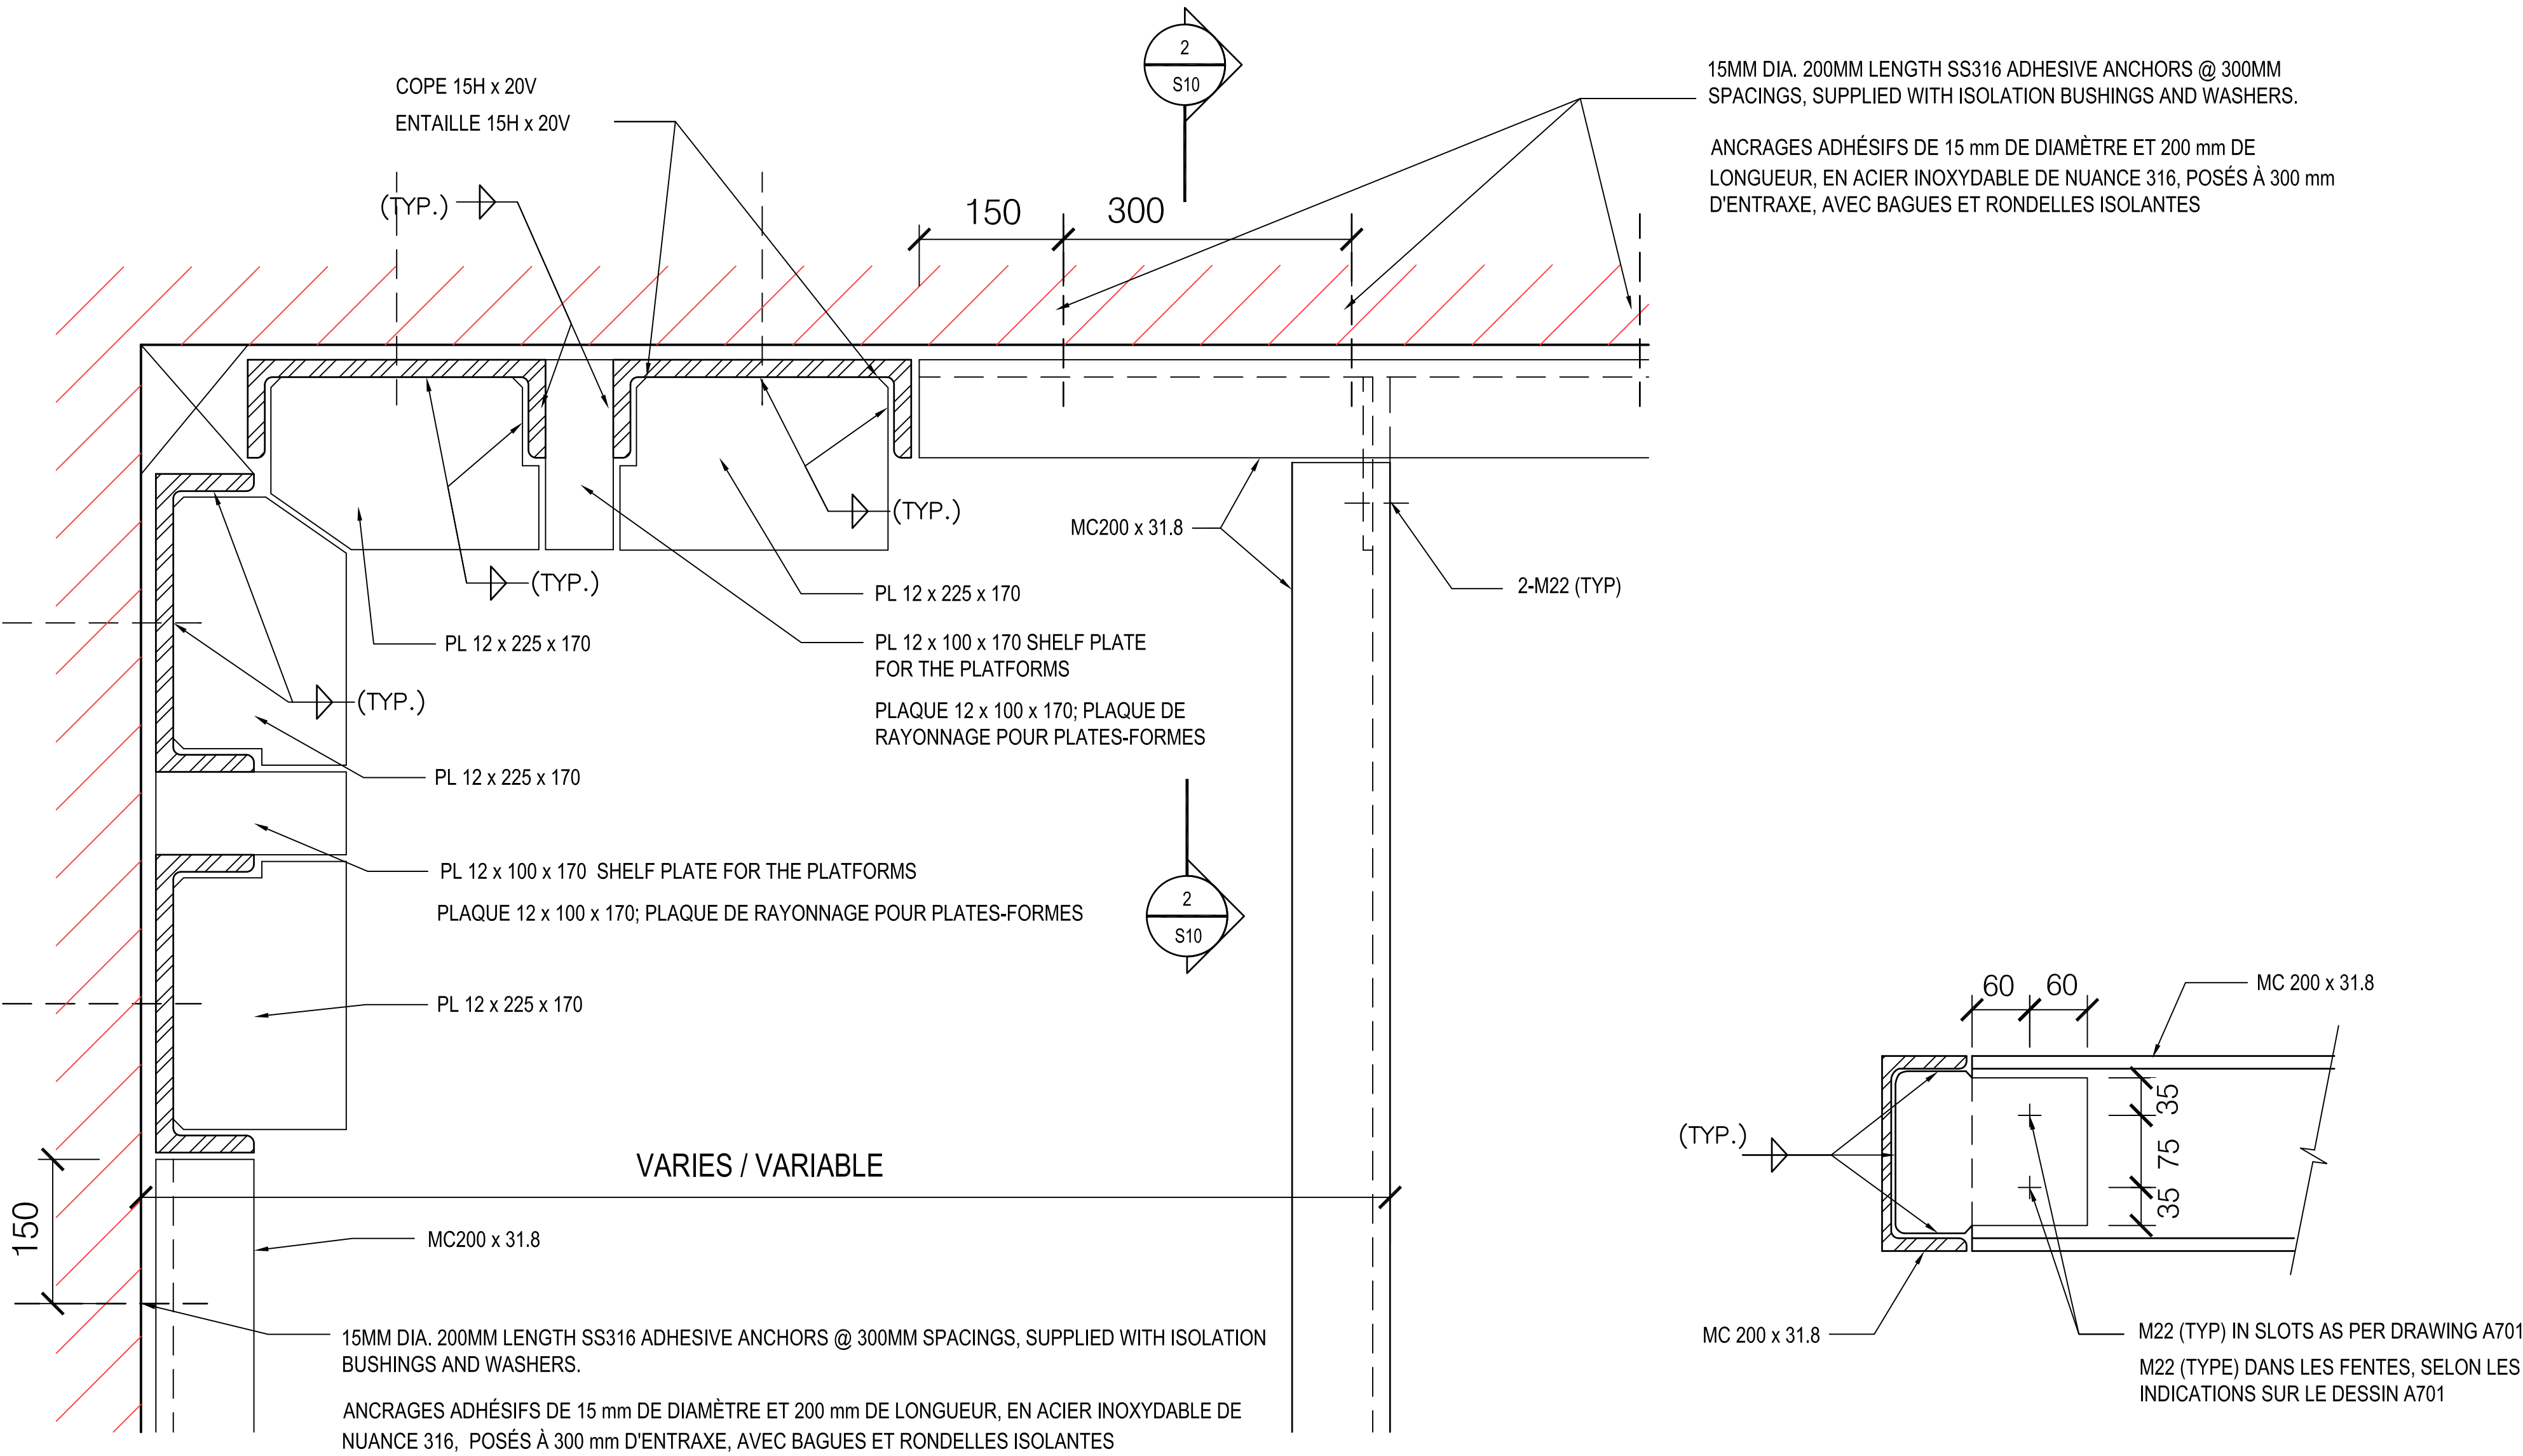 2
S10
15MM DIA. 200MM LENGTH SS316 ADHESIVE ANCHORS @ 300MM
SPACINGS, SUPPLIED WITH ISOLATION BUSHINGS AND WASHERS.
ANCRAGES ADHÉSIFS DE 15 mm DE DIAMÈTRE ET 200 mm DE
LONGUEUR, EN ACIER INOXYDABLE DE NUANCE 316, POSÉS À 300 mm
D'ENTRAXE, AVEC BAGUES ET RONDELLES ISOLANTES
COPE 15H x 20V
ENTAILLE 15H x 20V
(TYP.)
150
300
(TYP.)
MC200 x 31.8
(TYP.)
2-M22 (TYP)
PL 12 x 225 x 170
PL 12 x 225 x 170
PL 12 x 100 x 170 SHELF PLATE
FOR THE PLATFORMS
PLAQUE 12 x 100 x 170; PLAQUE DE
RAYONNAGE POUR PLATES-FORMES
(TYP.)
PL 12 x 225 x 170
PL 12 x 100 x 170 SHELF PLATE FOR THE PLATFORMS
PLAQUE 12 x 100 x 170; PLAQUE DE RAYONNAGE POUR PLATES-FORMES
2
S10
PL 12 x 225 x 170
VARIES / VARIABLE
150
MC200 x 31.8
15MM DIA. 200MM LENGTH SS316 ADHESIVE ANCHORS @ 300MM SPACINGS, SUPPLIED WITH ISOLATION
BUSHINGS AND WASHERS.
ANCRAGES ADHÉSIFS DE 15 mm DE DIAMÈTRE ET 200 mm DE LONGUEUR, EN ACIER INOXYDABLE DE
NUANCE 316, POSÉS À 300 mm D'ENTRAXE, AVEC BAGUES ET RONDELLES ISOLANTES
60
60
MC 200 x 31.8
35
75
35
(TYP.)
MC 200 x 31.8
M22 (TYP) IN SLOTS AS PER DRAWING A701
M22 (TYPE) DANS LES FENTES, SELON LES
INDICATIONS SUR LE DESSIN A701